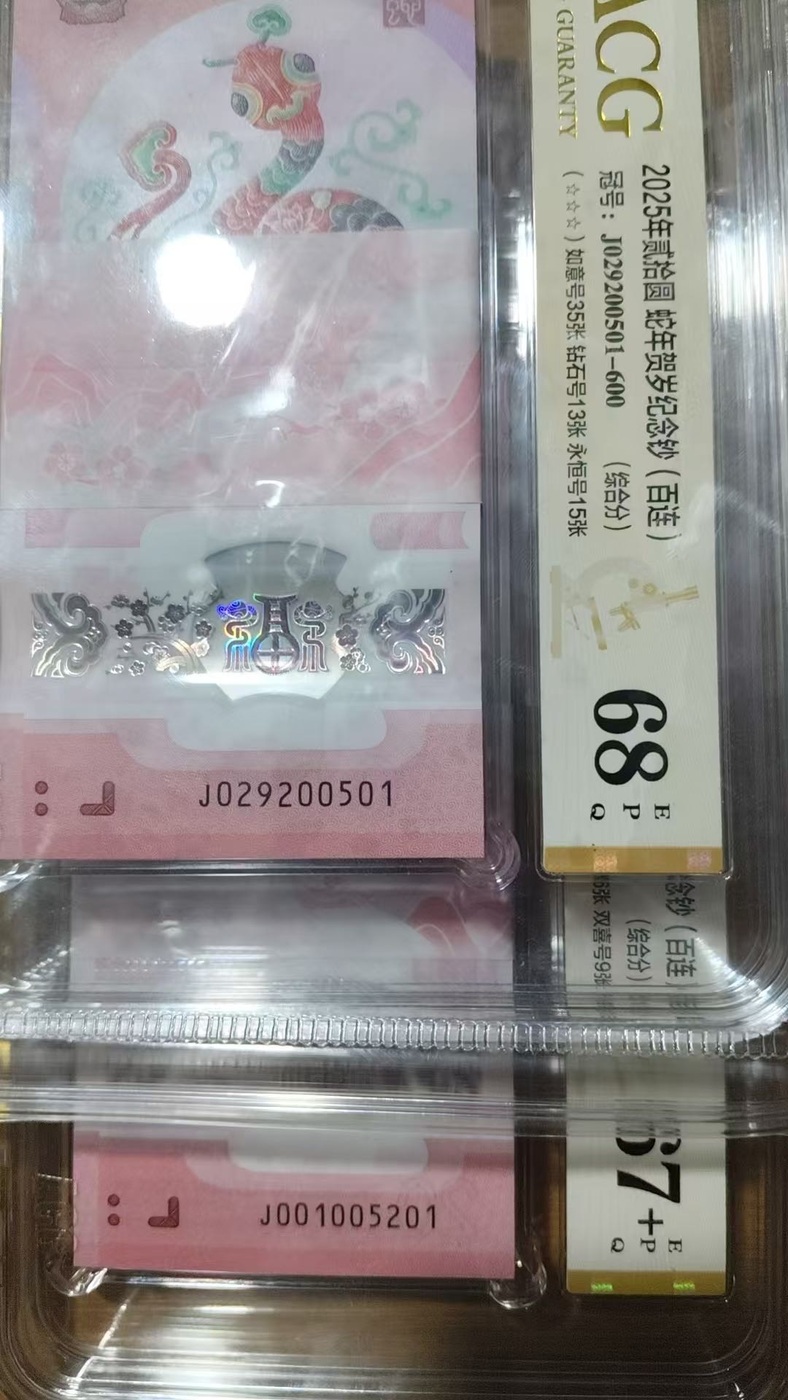 ACG
GUARANTY
2025年贰拾圆 蛇年贺岁纪念钞（百连）
冠号：J029200501-600 （综合分）
（☆☆☆）如意号35张 钻石号13张 永恒号15张
68
E
P
Q
J029200501
念钞（百连）
（综合分）
张 双喜号9张
67+
E
P
Q
J001005201